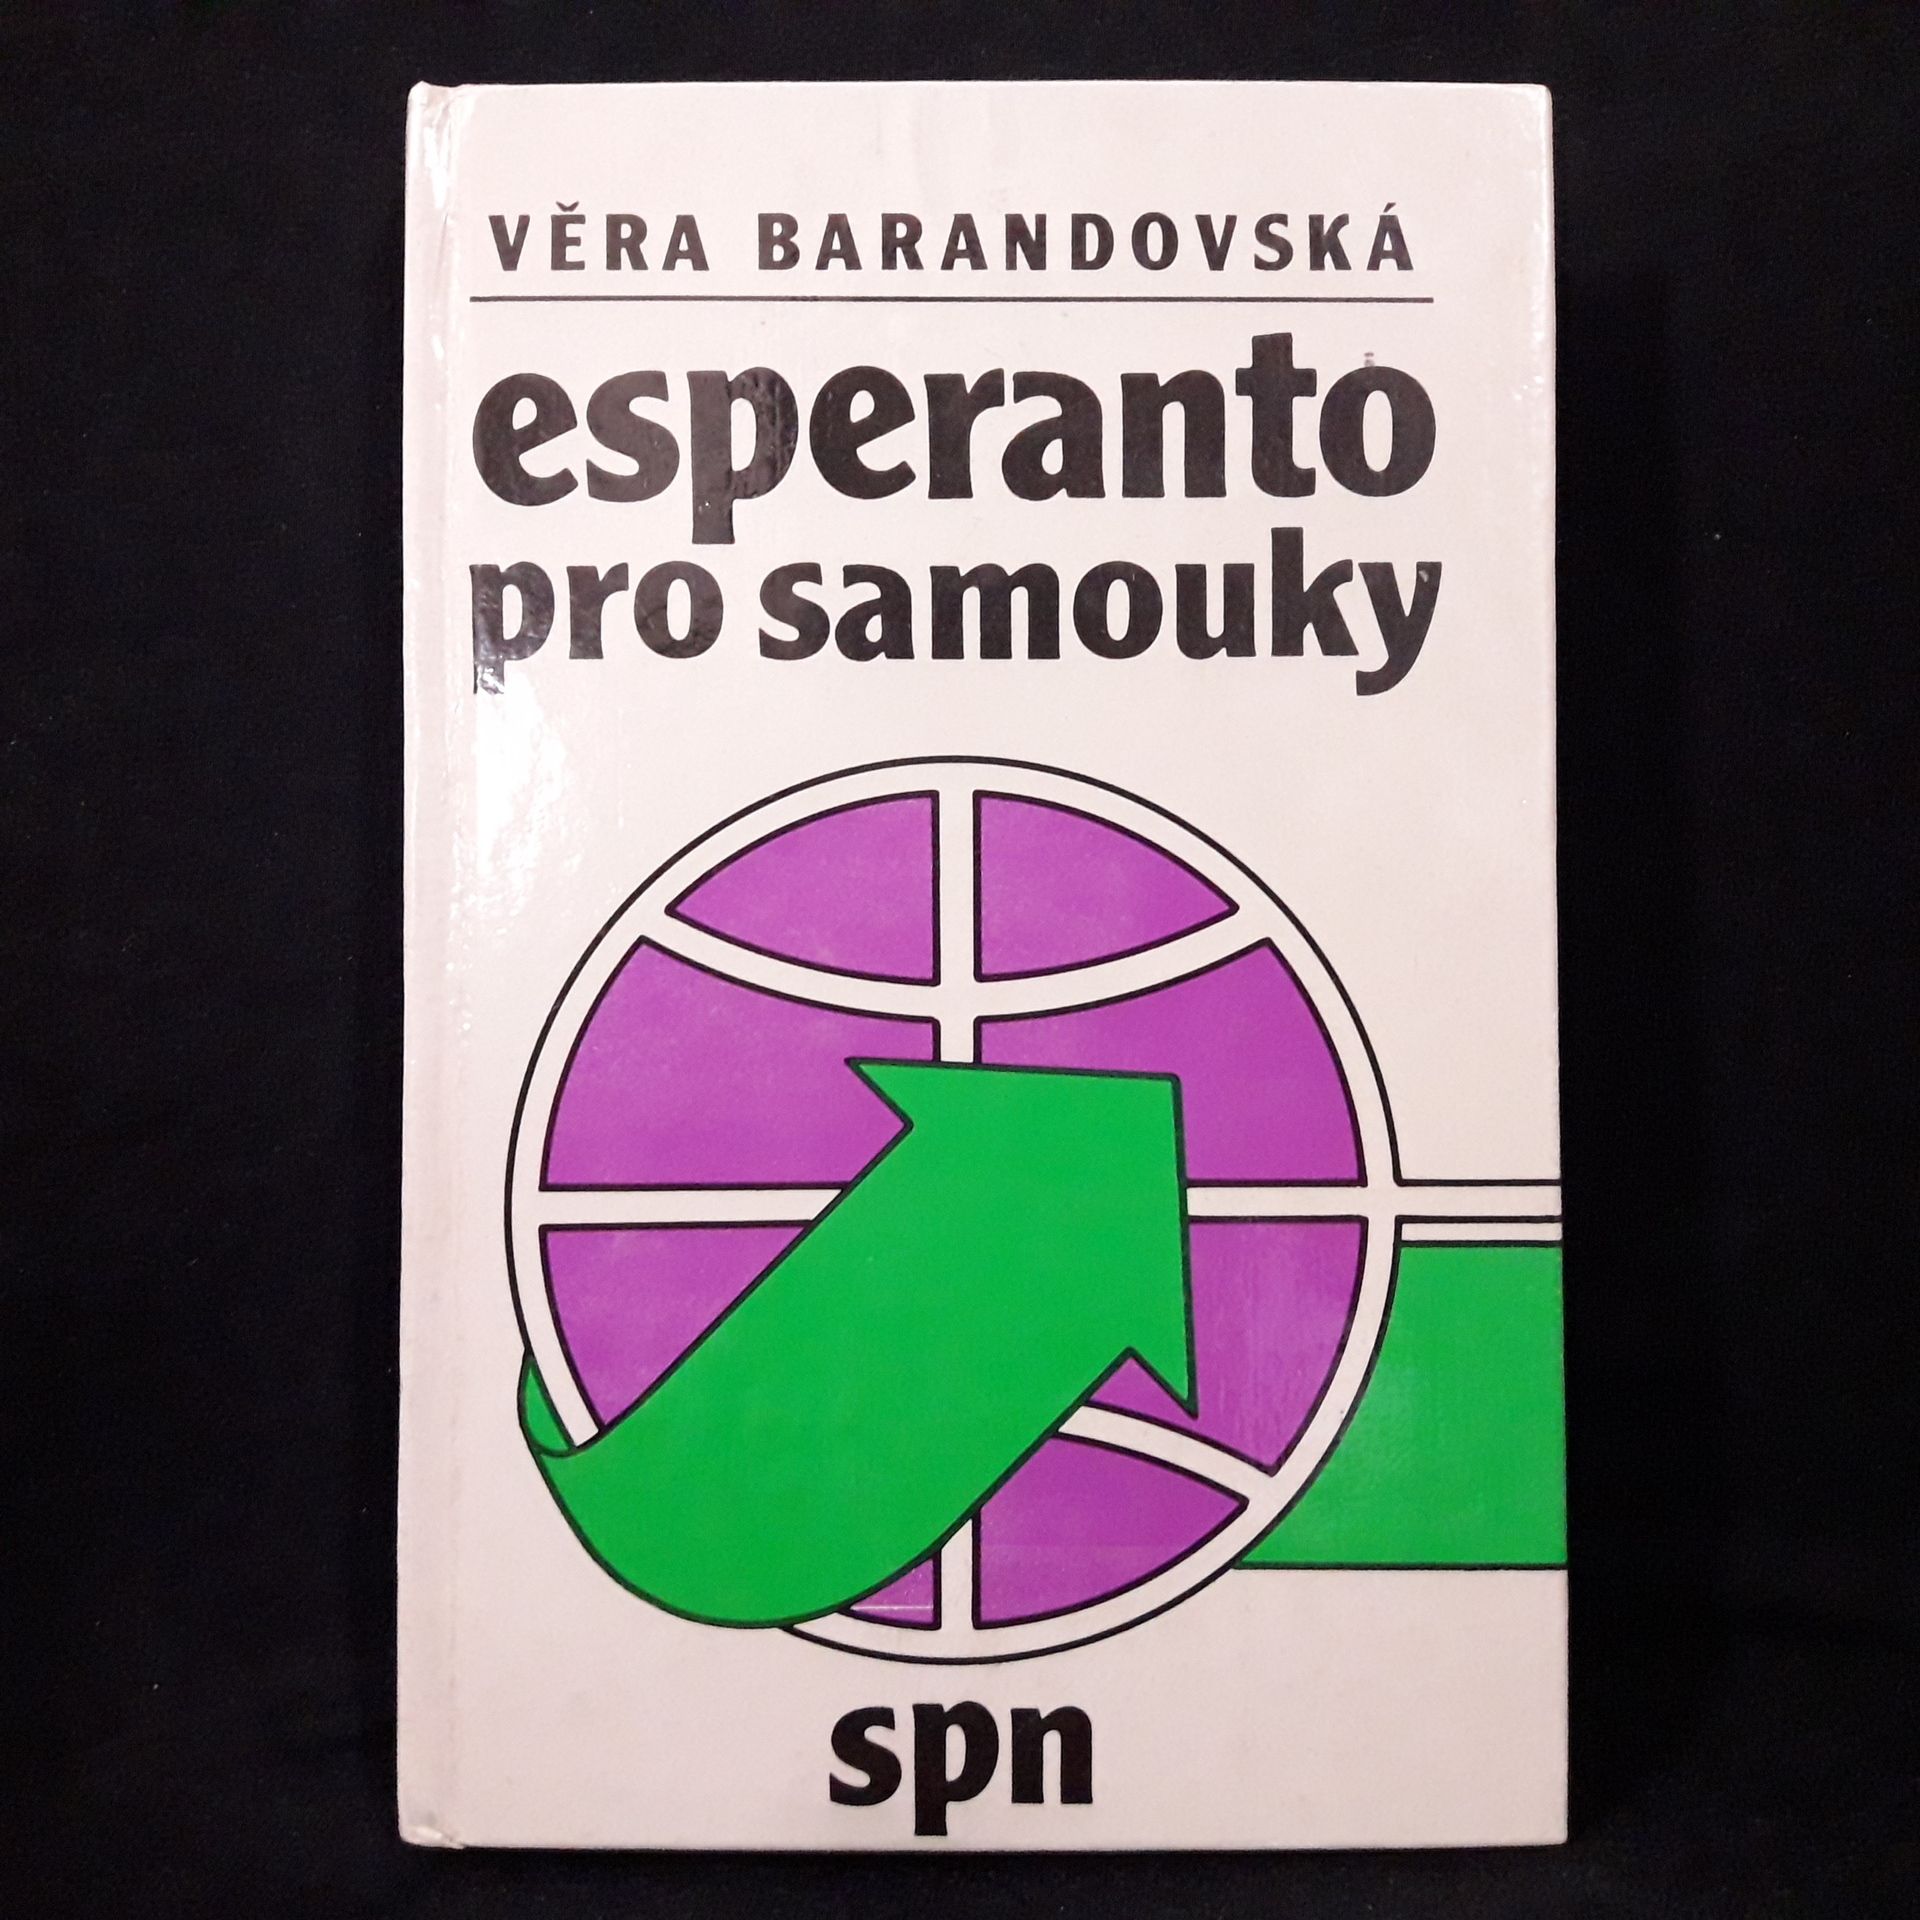 VĚRA BARANDOVSKÁ
esperanto
pro samouky
spn